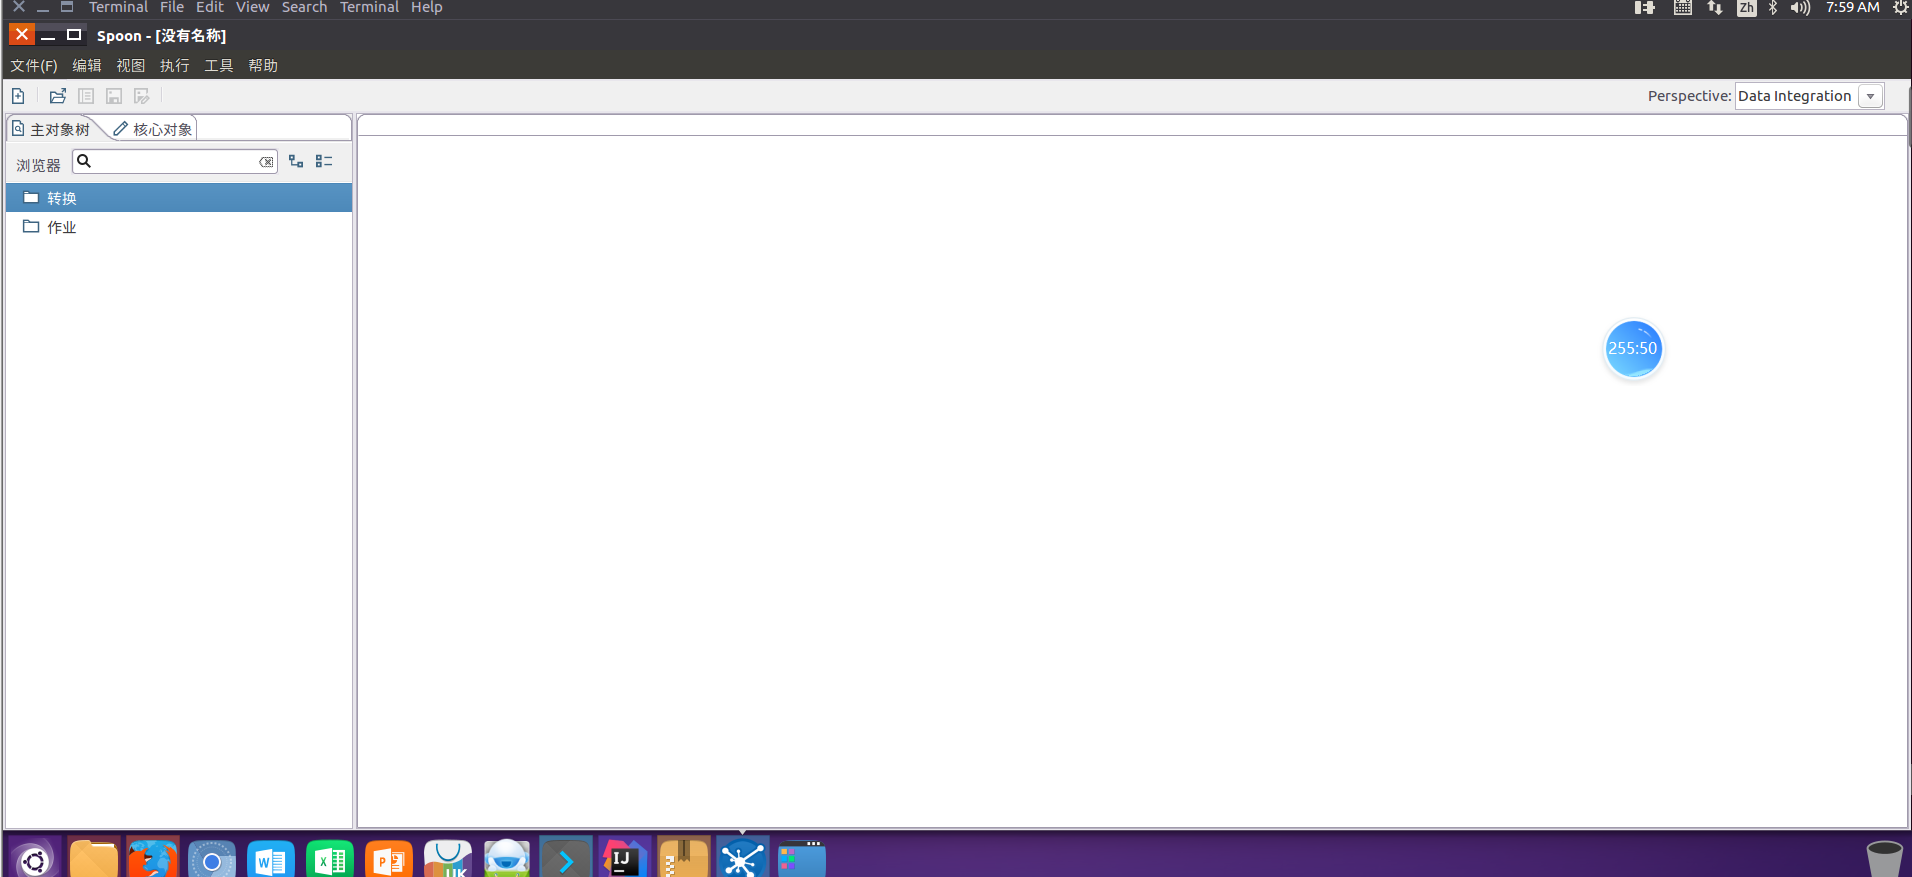 Terminal File Edit View Search Terminal Help Zh 7:59 AM
Spoon - [没有名称]
文件(F) 编辑 视图 执行 工具 帮助
Perspective: Data Integration
主对象树 核心对象
浏览器
转换
作业
255:50
W X P UK IJ